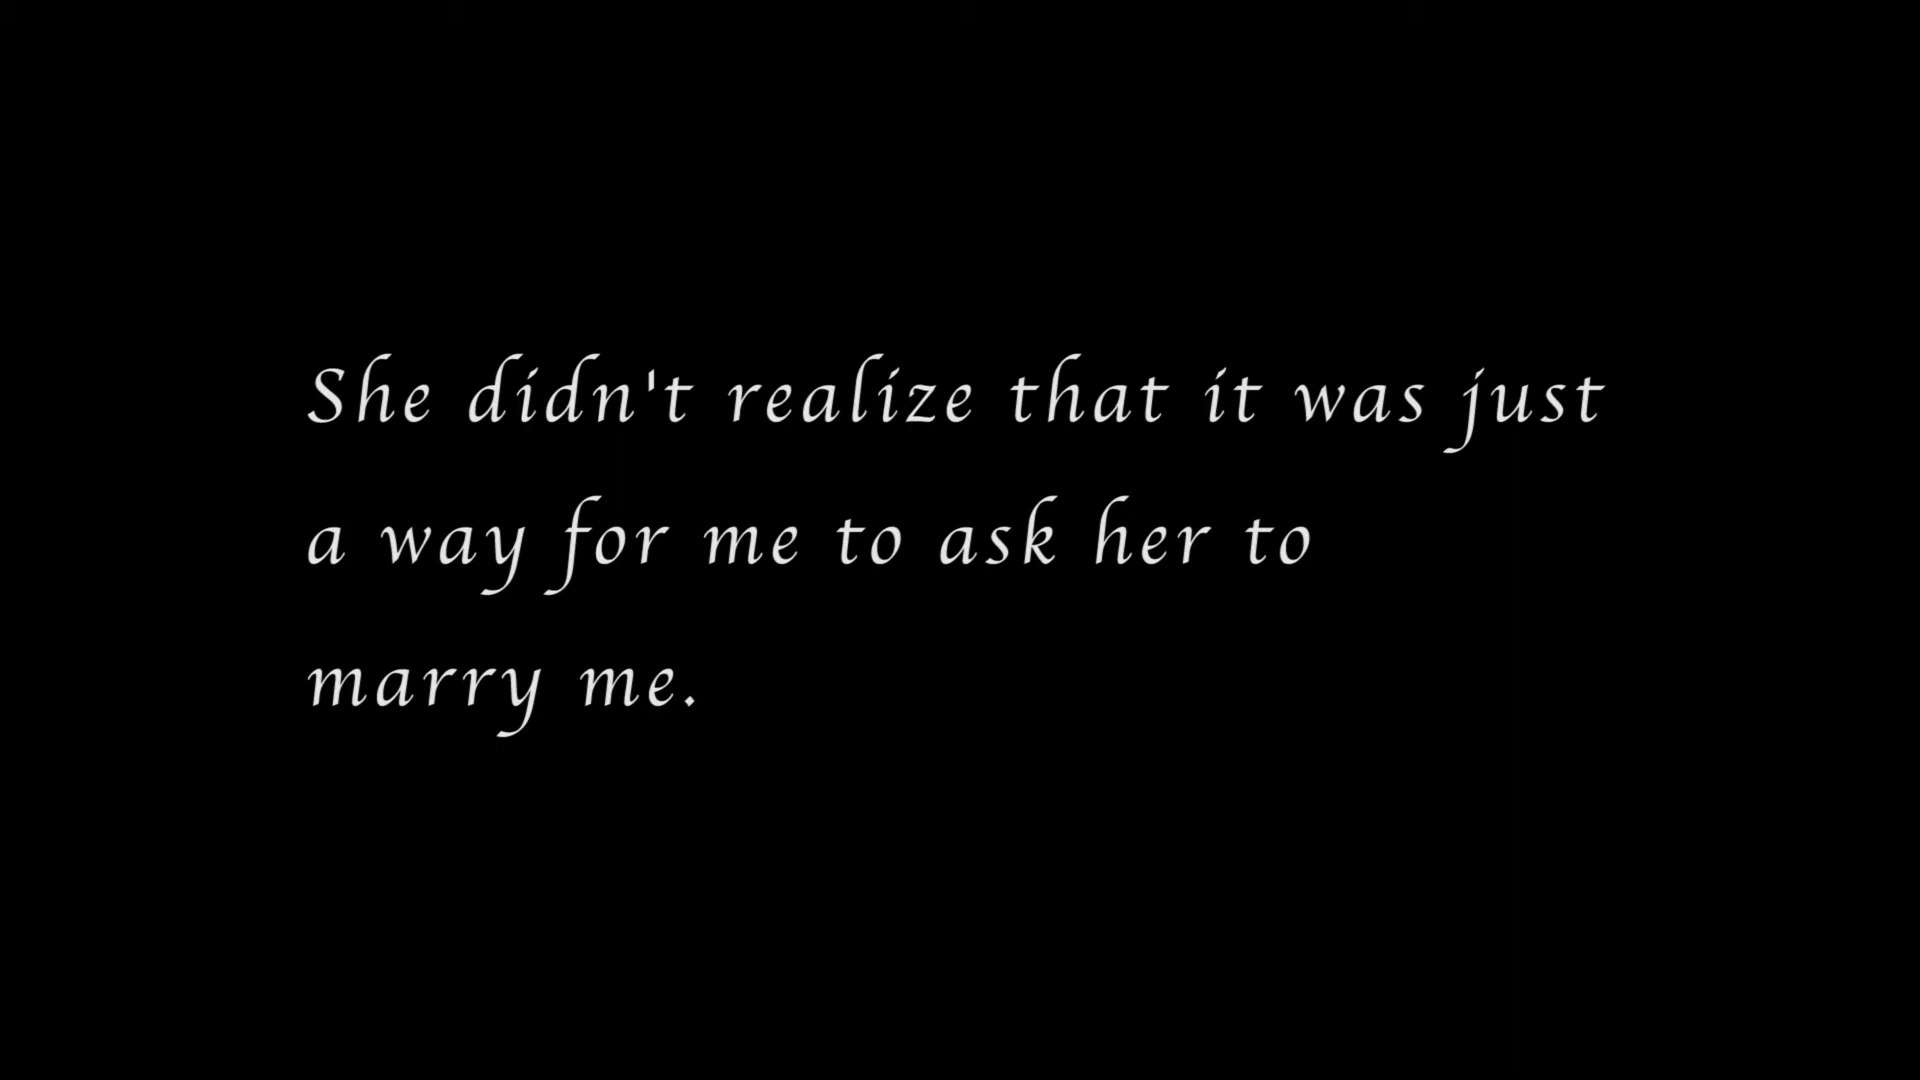 She didn't realize that it was just
a way for me to ask her to
marry me.